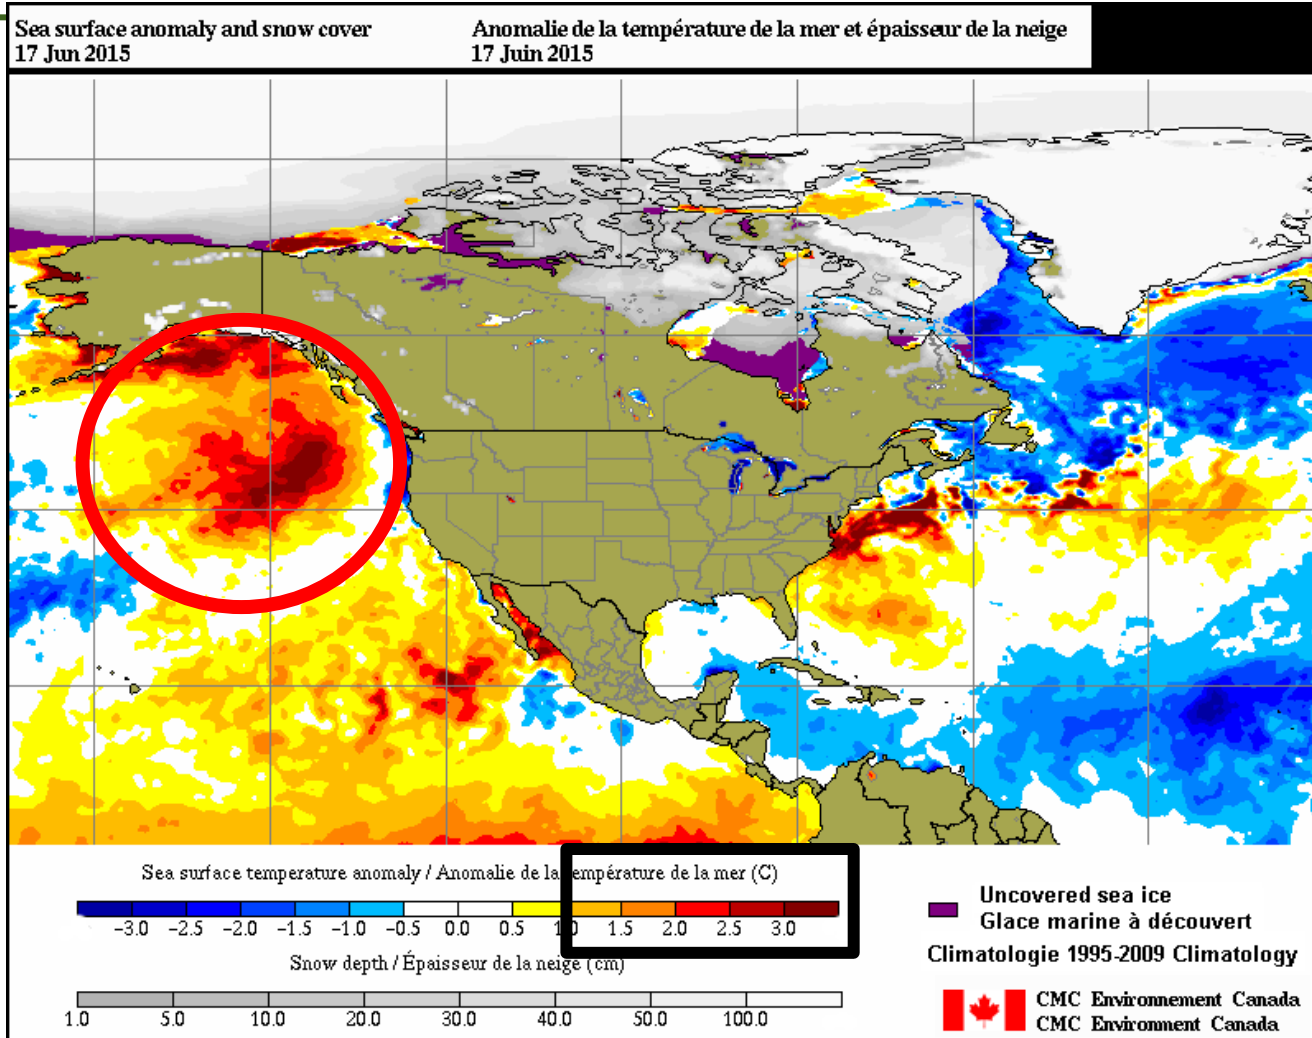 Sea surface anomaly and snow cover
17 Jun 2015
Anomalie de la température de la mer et épaisseur de la neige
17 Juin 2015
Sea surface temperature anomaly / Anomalie de la température de la mer (C)
−3.0 −2.5 −2.0 −1.5 −1.0 −0.5 0.0 0.5 1.0 1.5 2.0 2.5 3.0
Snow depth / Épaisseur de la neige (cm)
1.0 5.0 10.0 20.0 30.0 40.0 50.0 100.0
Uncovered sea ice
Glace marine à découvert
Climatologie 1995-2009 Climatology
CMC Environnement Canada
CMC Environment Canada